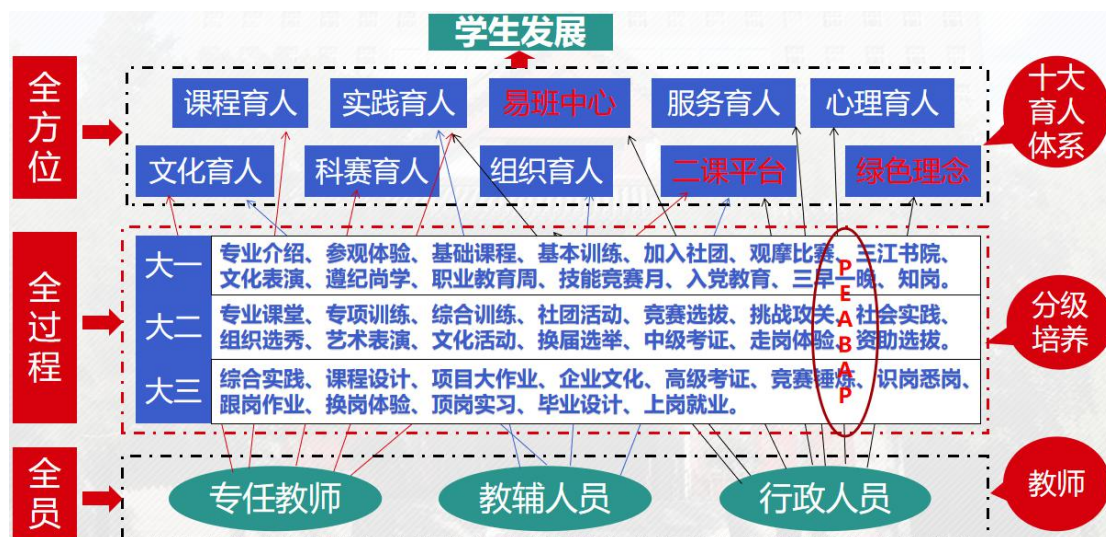 学生发展
全方位
课程育人
实践育人
易班中心
服务育人
心理育人
文化育人
科赛育人
组织育人
二课平台
绿色理念
十大
育人
体系
全过程
大一
专业介绍、参观体验、基础课程、基本训练、加入社团、观摩比赛、三江书院、
文化表演、遵纪尚学、职业教育周、技能竞赛月、入党教育、三早一晚、知岗。
大二
专业课堂、专项训练、综合训练、社团活动、竞赛选拔、挑战攻关、社会实践、
组织选秀、艺术表演、文化活动、换届选举、中级考证、走岗体验、资助选拔。
大三
综合实践、课程设计、项目大作业、企业文化、高级考证、竞赛锤炼、识岗悉岗、
跟岗作业、换岗体验、顶岗实习、毕业设计、上岗就业。
PEABAP
分级
培养
全员
专任教师
教辅人员
行政人员
教师